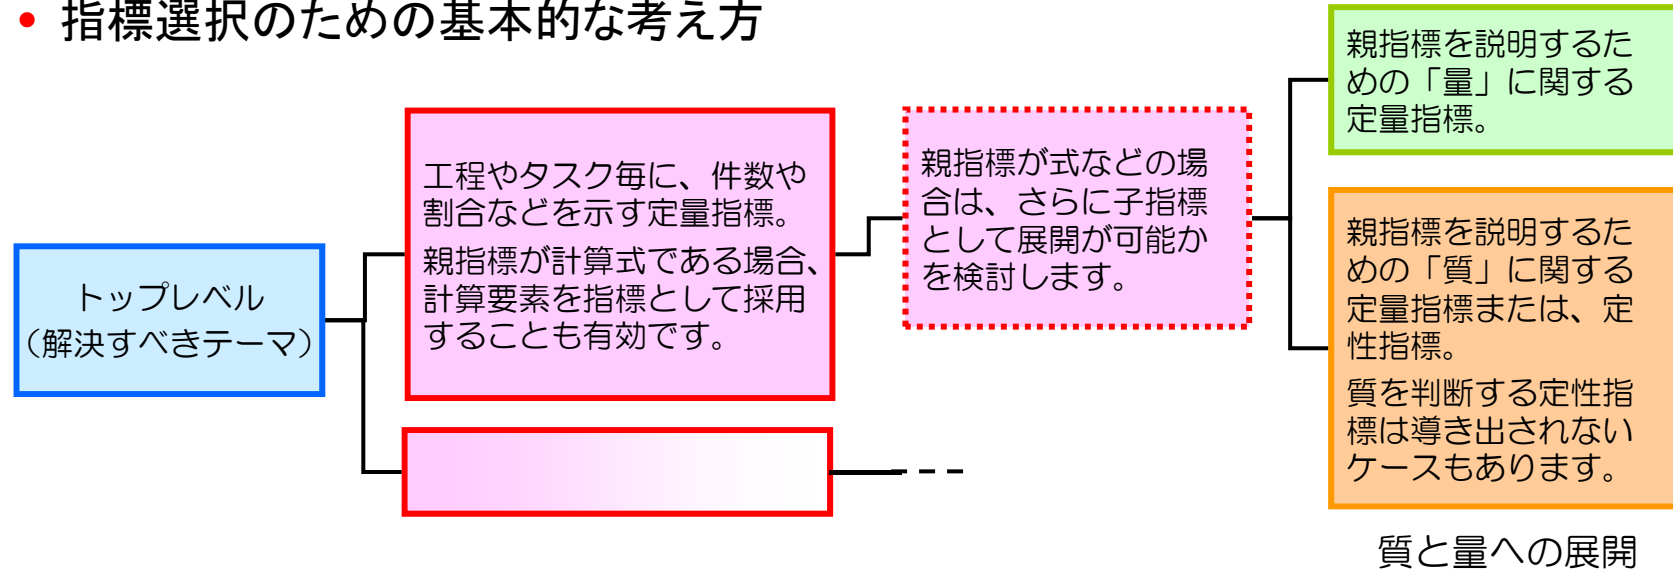 • 指標選択のための基本的な考え方
トップレベル
（解決すべきテーマ）
工程やタスク毎に、件数や
割合などを示す定量指標。
親指標が計算式である場合、
計算要素を指標として採用
することも有効です。
親指標が式などの場
合は、さらに子指標
として展開が可能か
を検討します。
親指標を説明するた
めの「量」に関する
定量指標。
親指標を説明するた
めの「質」に関する
定量指標または、定
性指標。
質を判断する定性指
標は導き出されない
ケースもあります。
質と量への展開